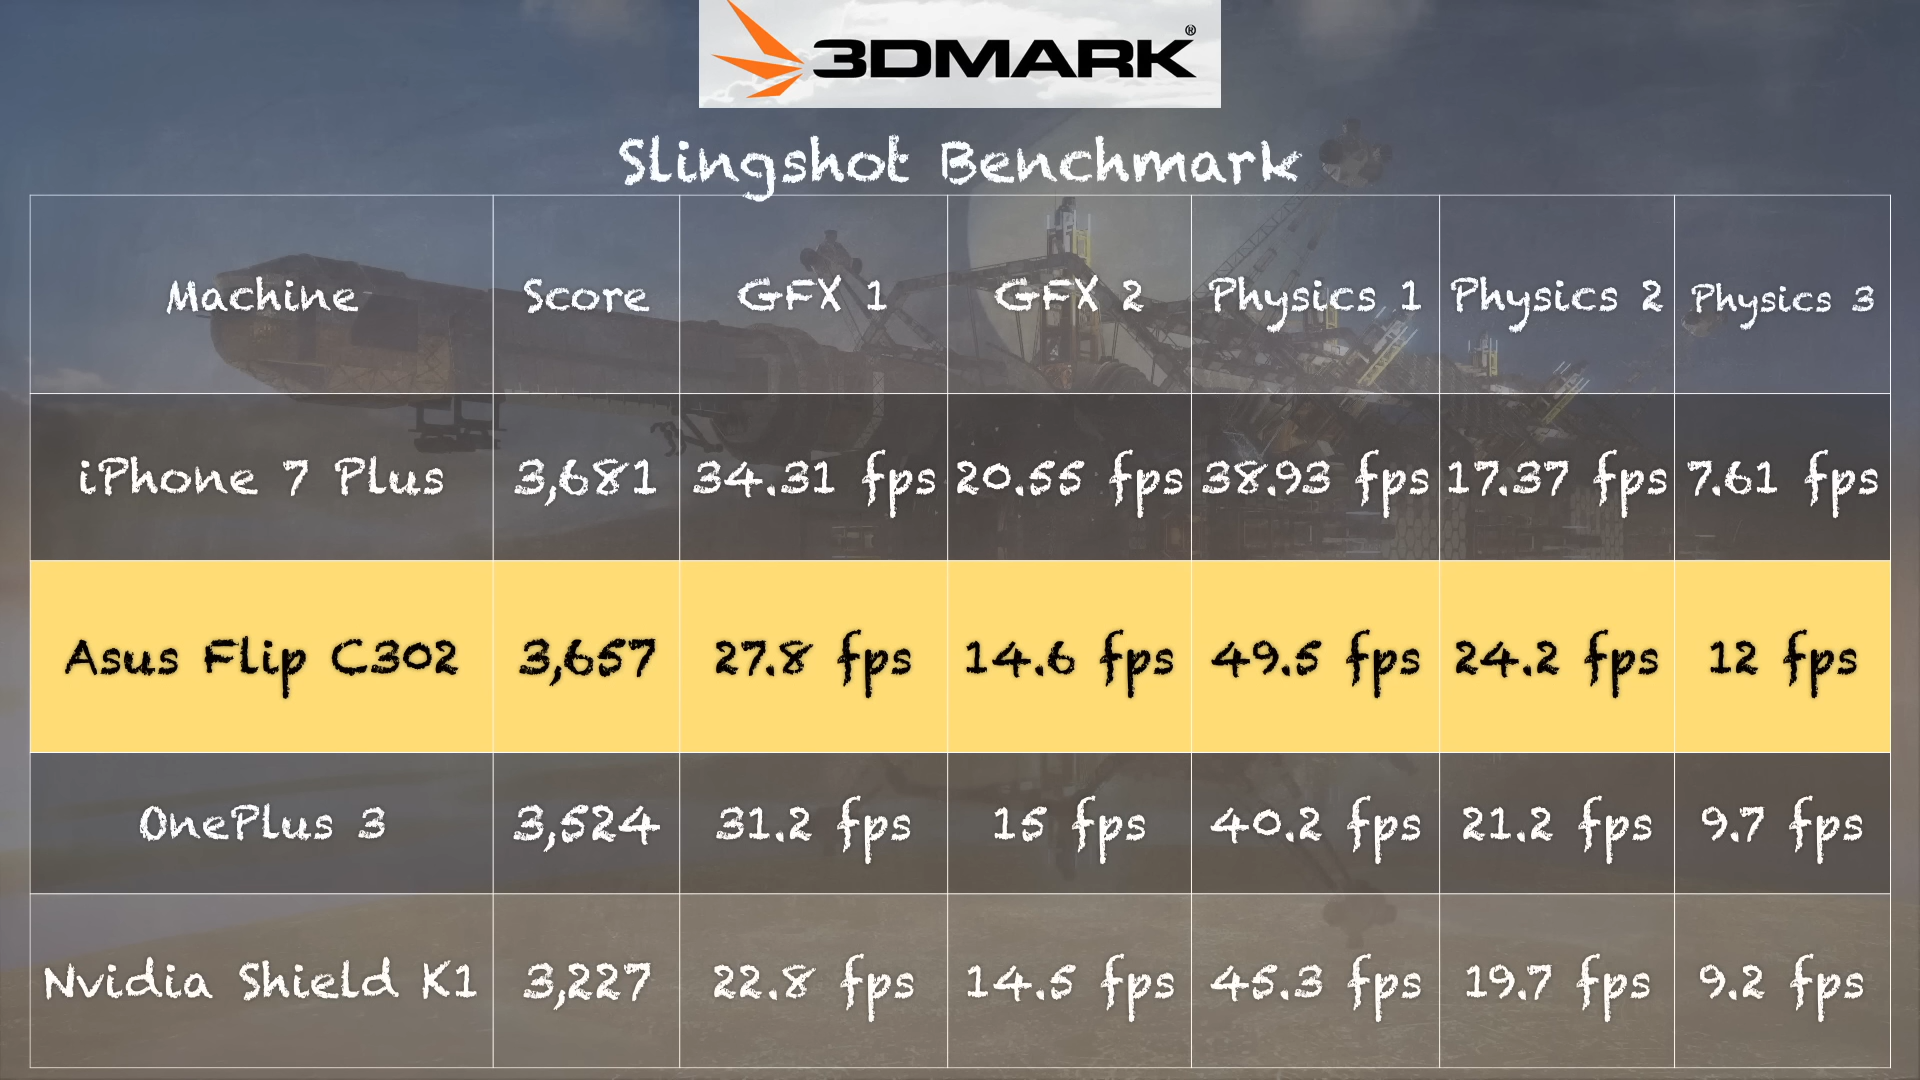 3DMARK®
Slingshot Benchmark
Machine Score GFX 1 GFX 2 Physics 1 Physics 2 Physics 3
iPhone 7 Plus 3,681 34.31 fps 20.55 fps 38.93 fps 17.37 fps 7.61 fps
Asus Flip C302 3,657 27.8 fps 14.6 fps 49.5 fps 24.2 fps 12 fps
OnePlus 3 3,524 31.2 fps 15 fps 40.2 fps 21.2 fps 9.7 fps
Nvidia Shield K1 3,227 22.8 fps 14.5 fps 45.3 fps 19.7 fps 9.2 fps